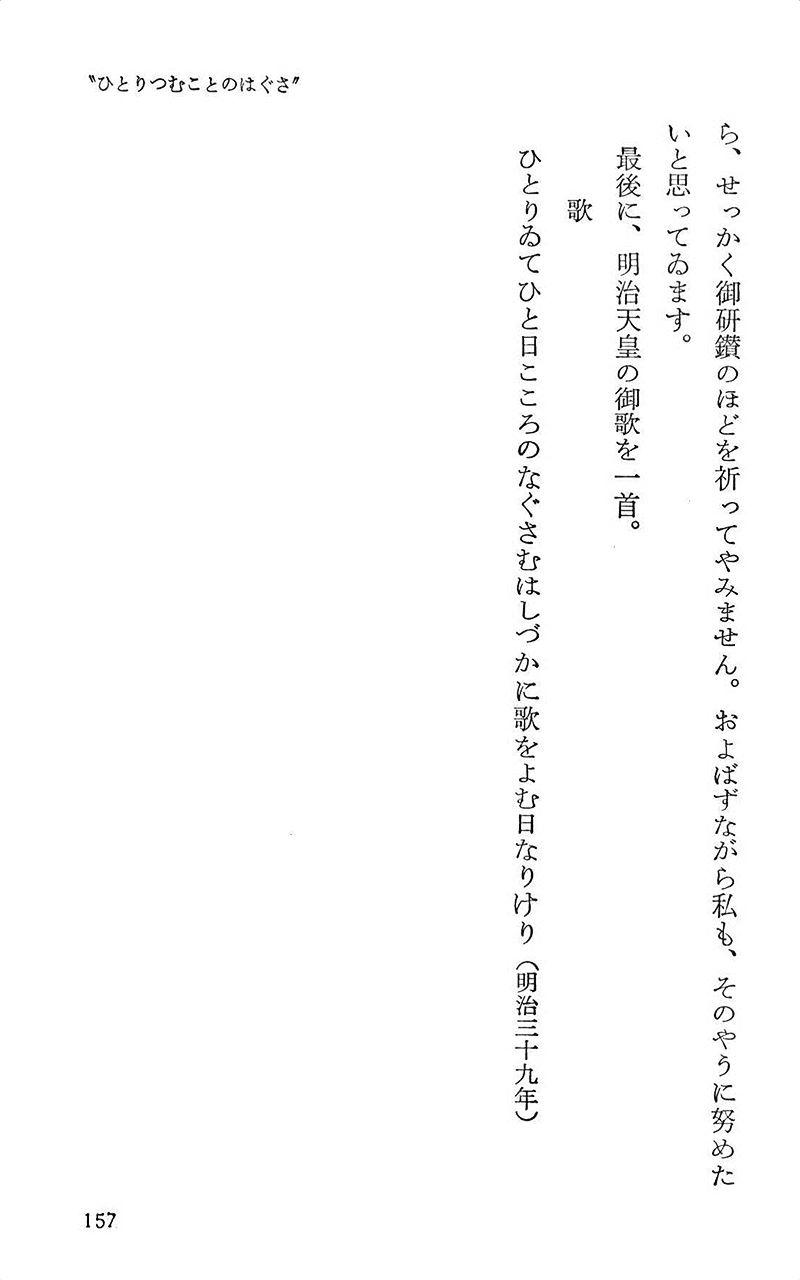 〝ひとりつむことのはぐさ〟
ら、せっかく御研鑽のほどを祈ってやみません。およばずながら私も、そのやうに努めた
いと思ってゐます。
最後に、明治天皇の御歌を一首。
歌
ひとりゐてひと日こころのなぐさむはしづかに歌をよむ日なりけり（明治三十九年）
157